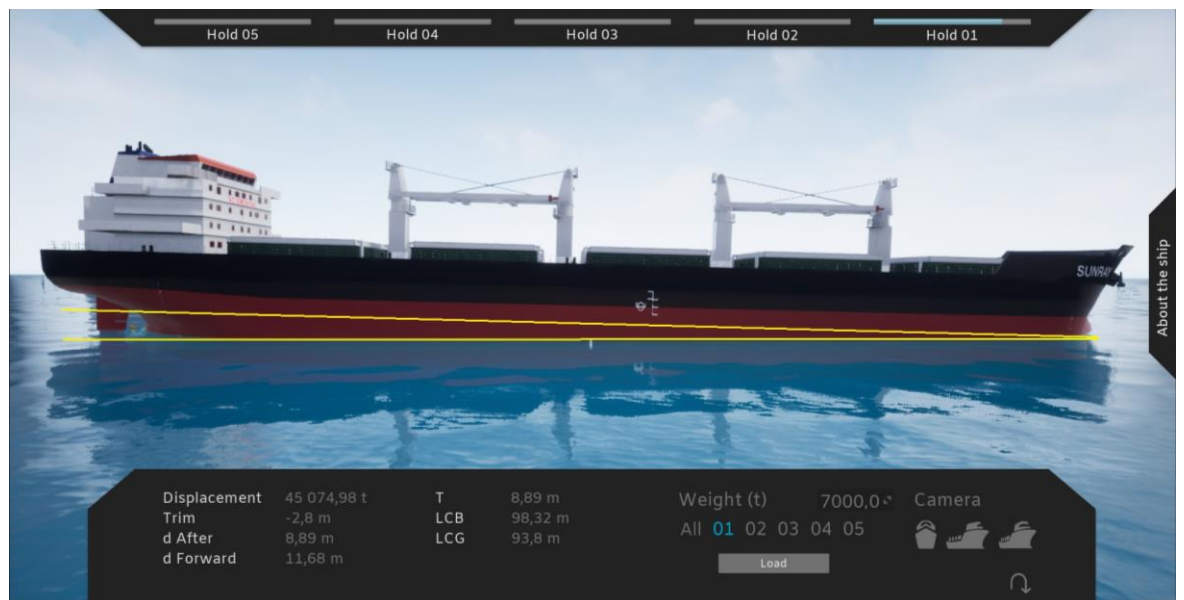 Hold 05 Hold 04 Hold 03 Hold 02 Hold 01
SUNRAY
About the ship
Displacement 45 074,98 t T 8,89 m
Trim -2,8 m LCB 98,32 m
d After 8,89 m LCG 93,8 m
d Forward 11,68 m
Weight (t) 7000,0 Camera
All 01 02 03 04 05
Load